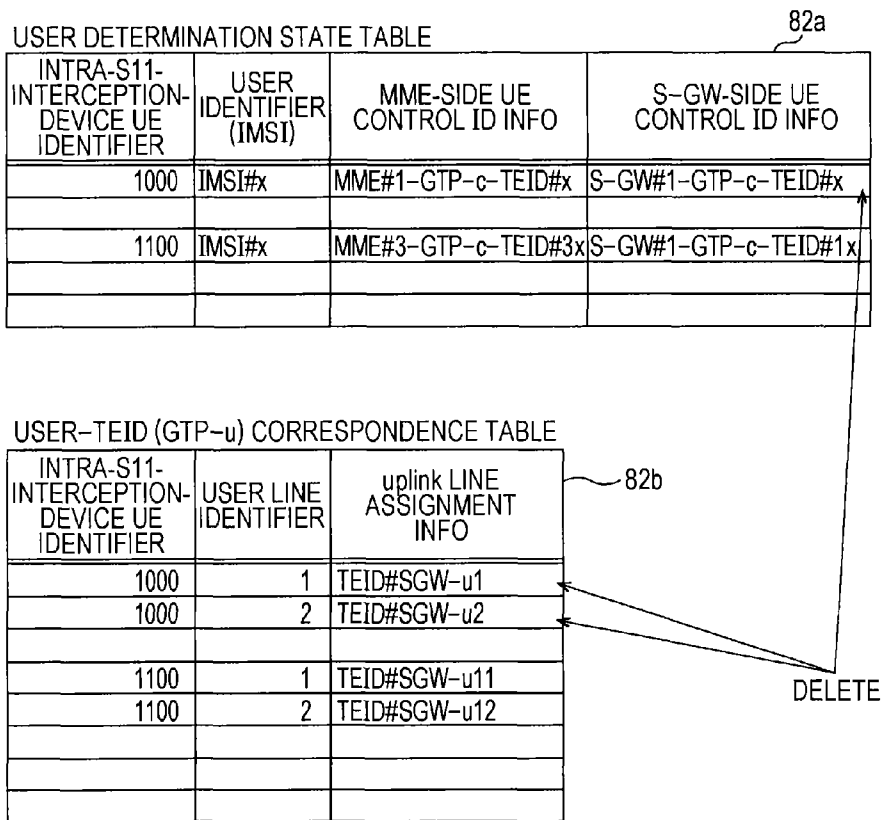 82a
USER DETERMINATION STATE TABLE
INTRA-S11-
INTERCEPTION-
DEVICE UE
IDENTIFIER
USER
IDENTIFIER
(IMSI)
MME-SIDE UE
CONTROL ID INFO
S-GW-SIDE UE
CONTROL ID INFO
1000 IMSI#x MME#1-GTP-c-TEID#x S-GW#1-GTP-c-TEID#x
1100 IMSI#x MME#3-GTP-c-TEID#3x S-GW#1-GTP-c-TEID#1x
USER-TEID (GTP-u) CORRESPONDENCE TABLE
INTRA-S11-
INTERCEPTION-
DEVICE UE
IDENTIFIER
USER LINE
IDENTIFIER
uplink LINE
ASSIGNMENT
INFO
82b
1000 1 TEID#SGW-u1
1000 2 TEID#SGW-u2
1100 1 TEID#SGW-u11
1100 2 TEID#SGW-u12
DELETE